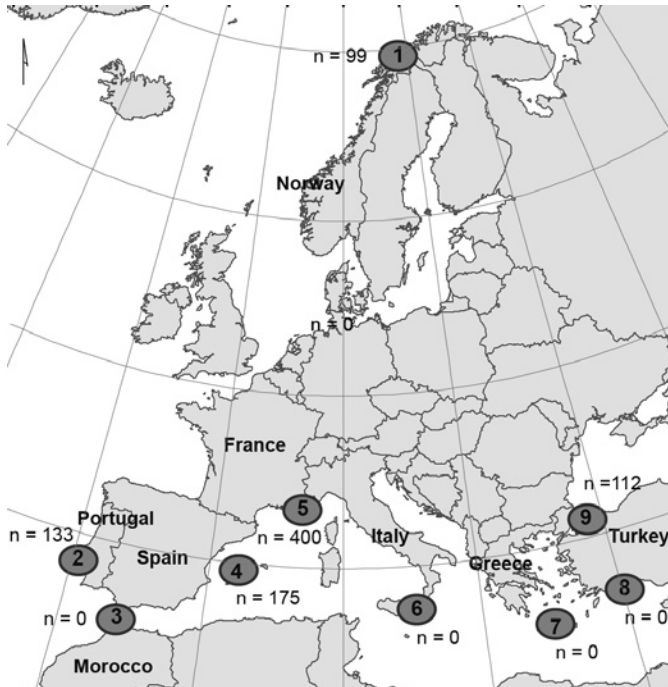 n = 99
1
Norway
n = 0
France
n =112
5
9
Portugal
n = 133
n = 400
Italy
Turkey
2
Spain
4
Greece
n = 175
6
8
n = 0
3
n = 0
7
n = 0
n = 0
Morocco